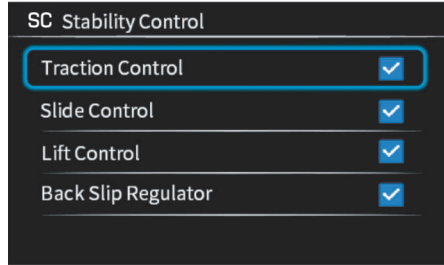 SC Stability Control
Traction Control
Slide Control
Lift Control
Back Slip Regulator